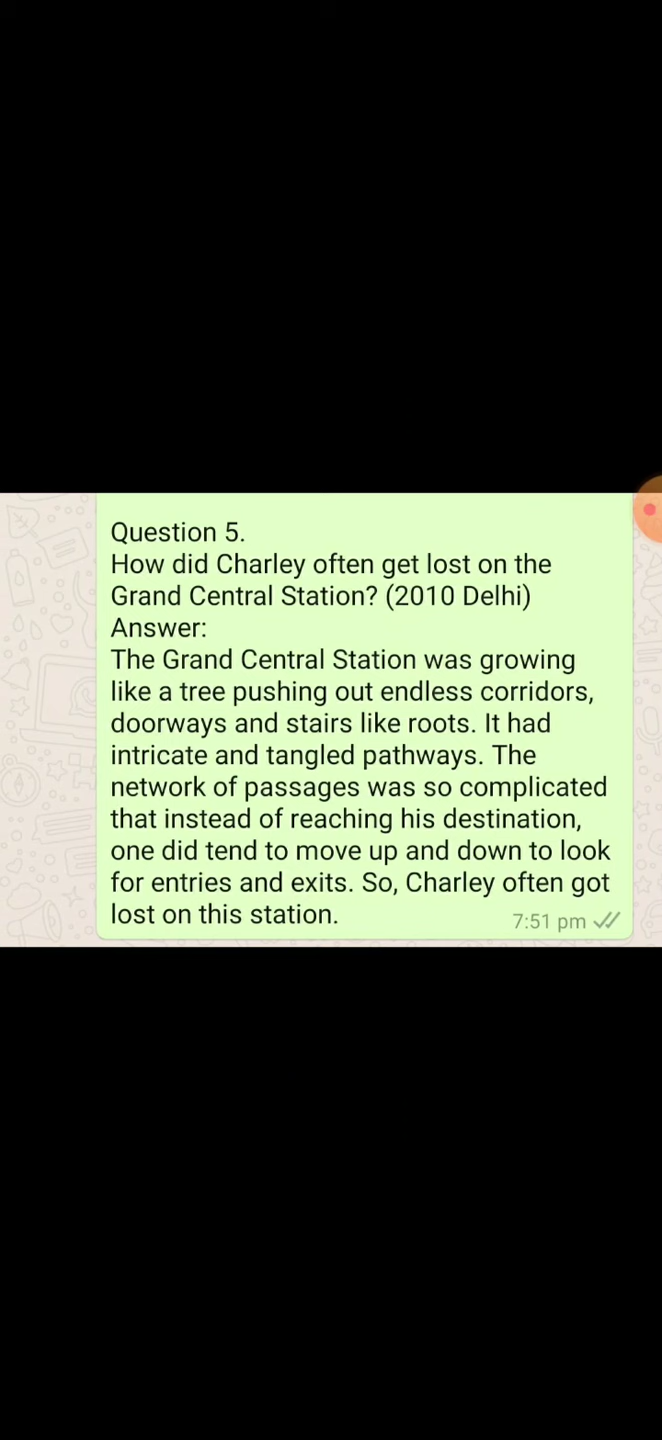 Question 5.
How did Charley often get lost on the
Grand Central Station? (2010 Delhi)
Answer:
The Grand Central Station was growing
like a tree pushing out endless corridors,
doorways and stairs like roots. It had
intricate and tangled pathways. The
network of passages was so complicated
that instead of reaching his destination,
one did tend to move up and down to look
for entries and exits. So, Charley often got
lost on this station.
7:51 pm